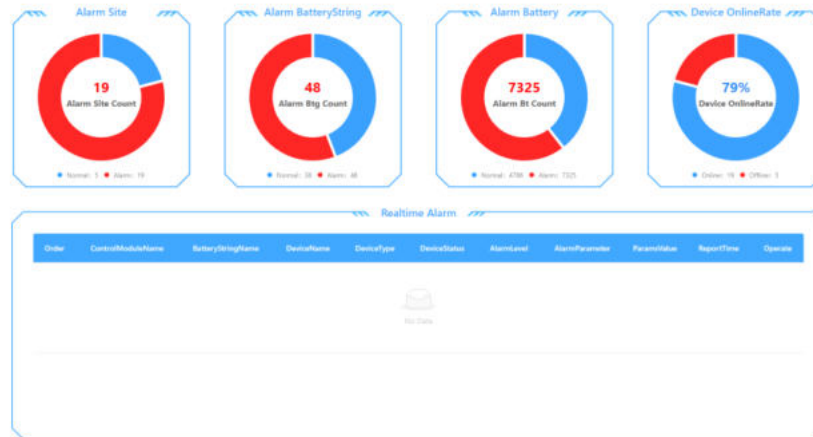 Alarm Site
19
Alarm Site Count
Normal: 5 Alarm: 19
Alarm BatteryString
48
Alarm Btg Count
Normal: 38 Alarm: 48
Alarm Battery
7325
Alarm Bt Count
Normal: 4788 Alarm: 7325
Device OnlineRate
79%
Device OnlineRate
Online: 19 Offline: 5
Realtime Alarm
Order ControlModuleName BatteryStringName DeviceName DeviceType DeviceStatus AlarmLevel AlarmParameter ParamsValue ReportTime Operate
No Data